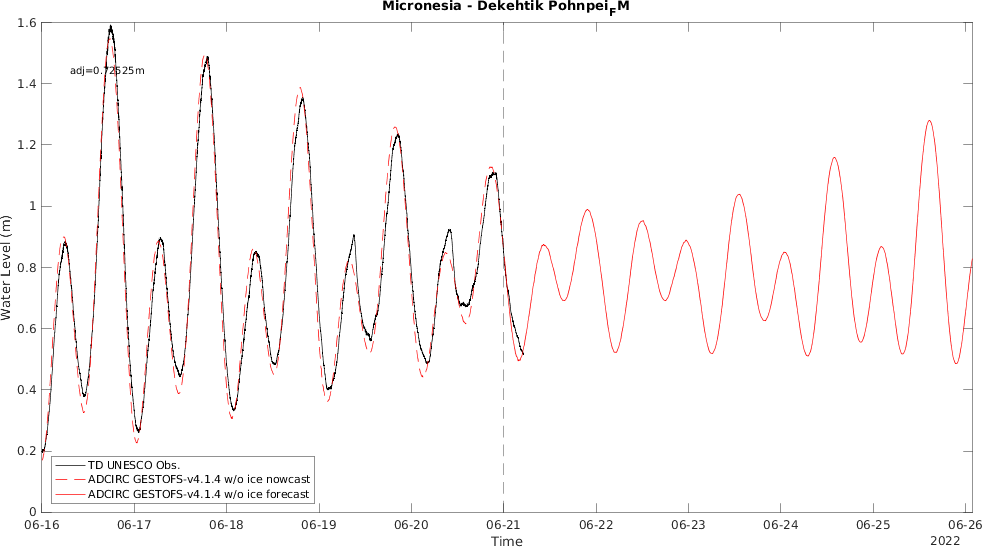 Micronesia - Dekehtik Pohnpei_FM
adj=0.72525m
Water Level (m)
1.6
1.4
1.2
1
0.8
0.6
0.4
0.2
0
TD UNESCO Obs.
ADCIRC GESTOFS-v4.1.4 w/o ice nowcast
ADCIRC GESTOFS-v4.1.4 w/o ice forecast
06-16 06-17 06-18 06-19 06-20 06-21 06-22 06-23 06-24 06-25 06-26
Time
2022